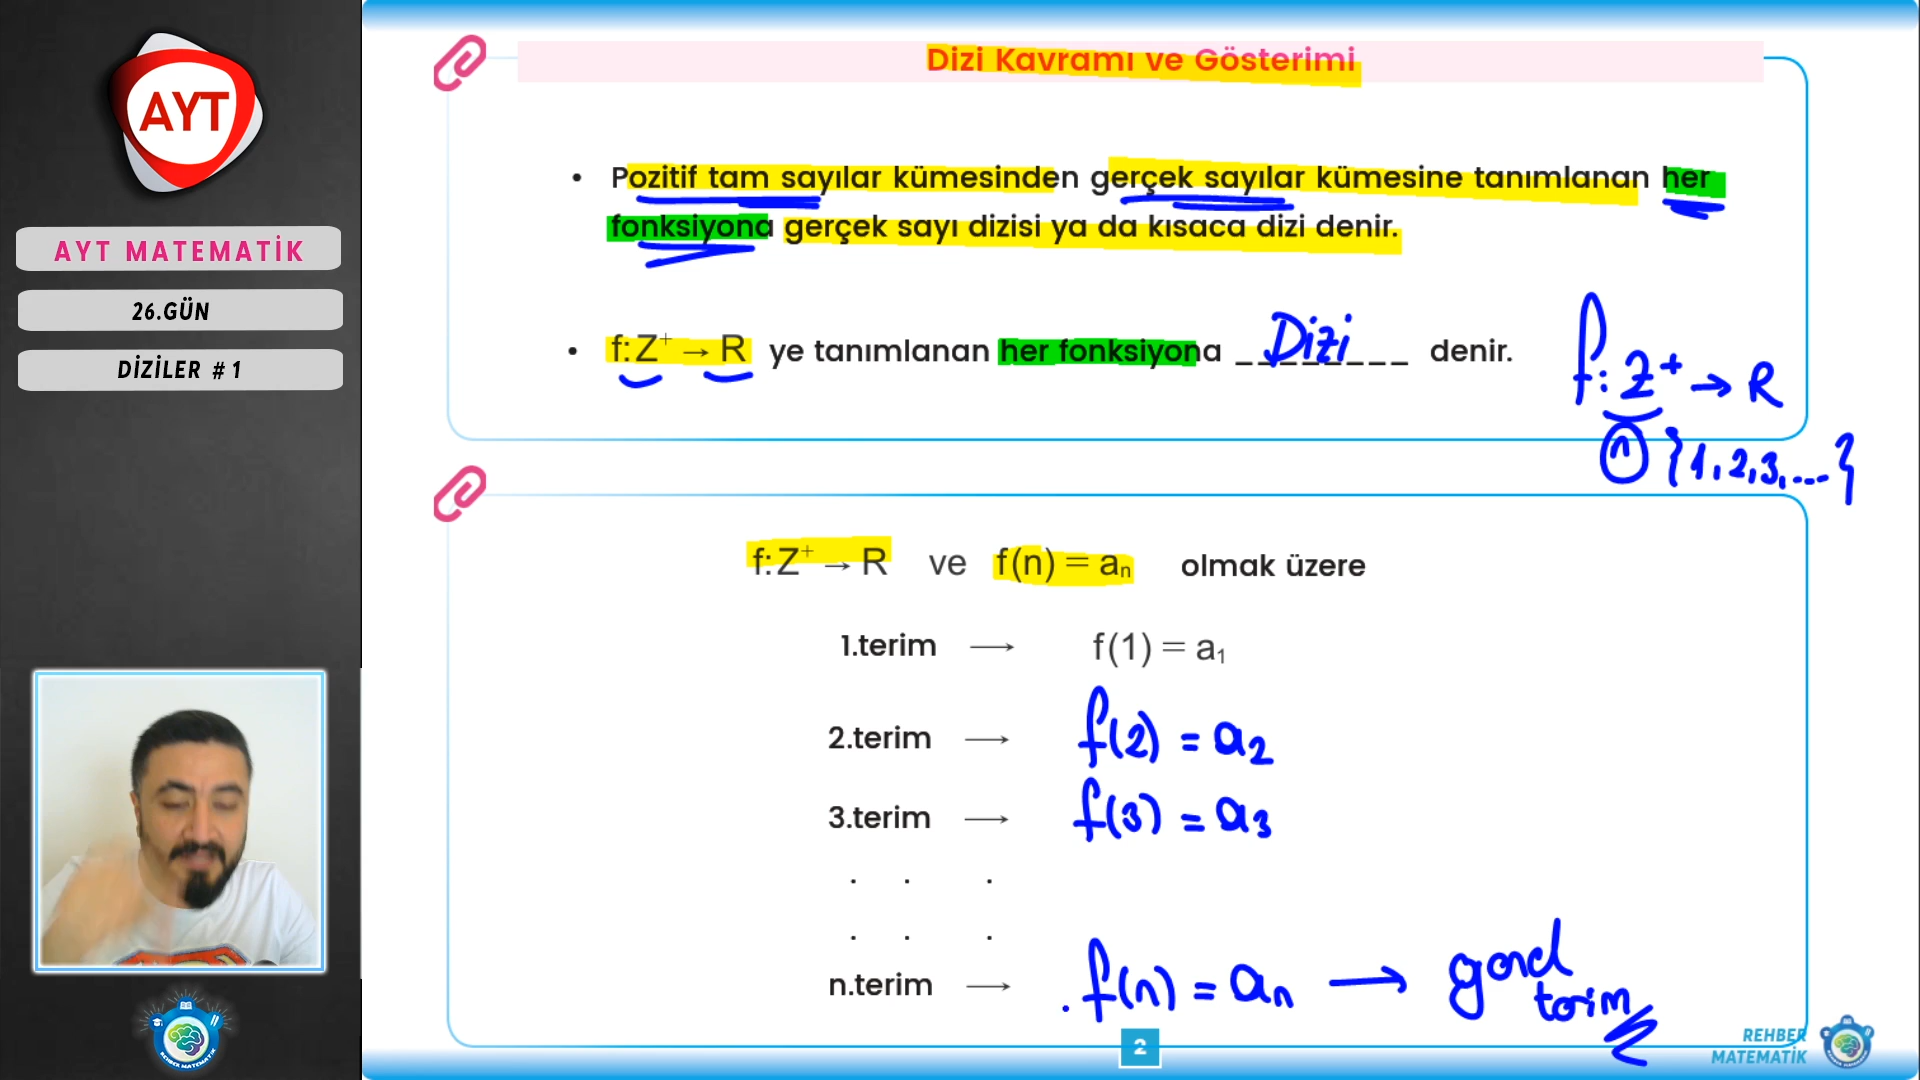 AYT
AYT MATEMATİK
26.GÜN
DİZİLER # 1
Dizi Kavramı ve Gösterimi
• Pozitif tam sayılar kümesinden gerçek sayılar kümesine tanımlanan her
fonksiyona gerçek sayı dizisi ya da kısaca dizi denir.
• f: Z⁺ → R ye tanımlanan her fonksiyona ________ denir.
Dizi
f: Z⁺ → R
n {1,2,3,...}
f: Z⁺ → R ve f(n) = aₙ olmak üzere
1.terim → f(1) = a₁
2.terim → f(2) = a₂
3.terim → f(3) = a₃
. . .
. . .
n.terim → .f(n) = aₙ → genel
terim
2
REHBER
MATEMATİK
REHBER MATEMATİK